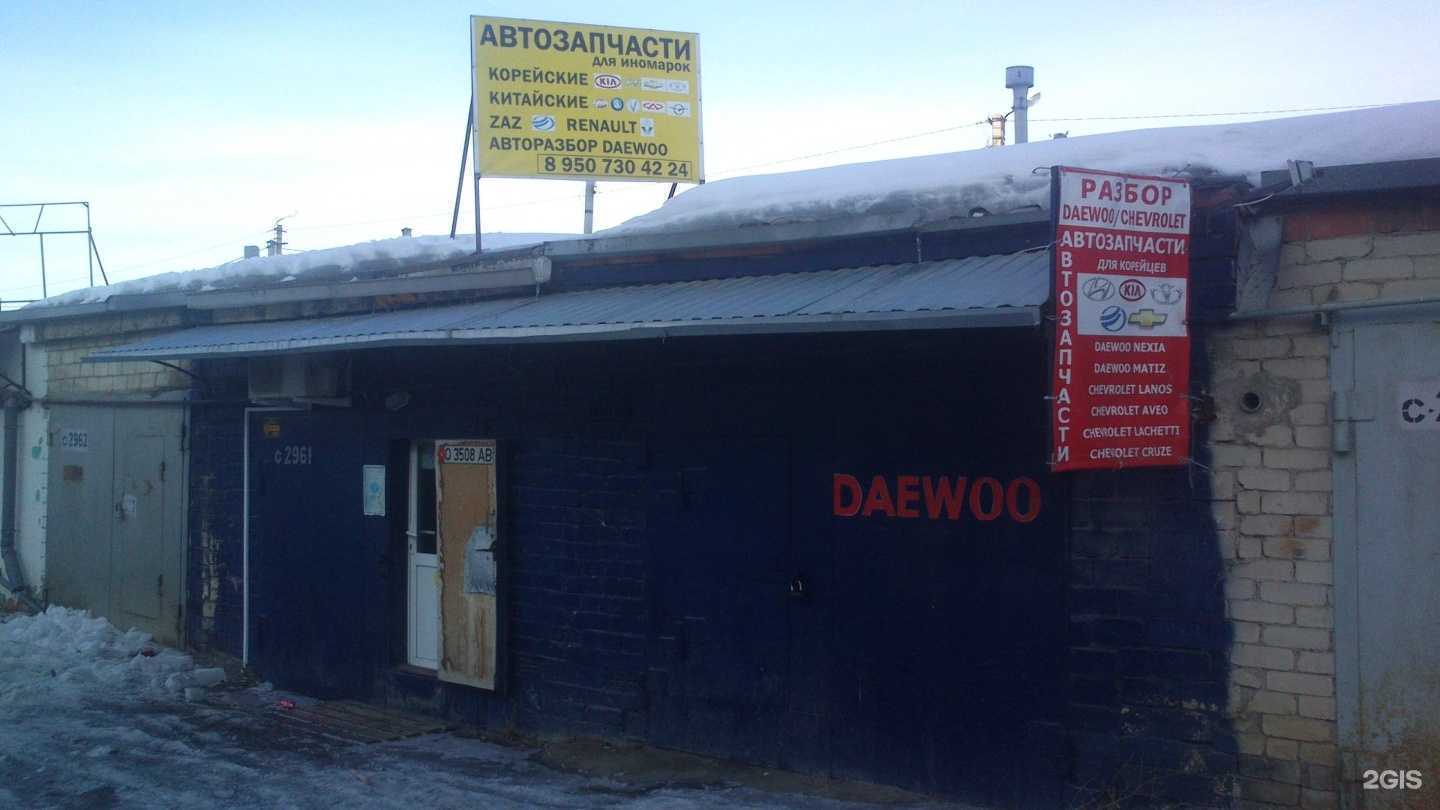 АВТОЗАПЧАСТИ
для иномарок
КОРЕЙСКИЕ KIA
КИТАЙСКИЕ
ZAZ RENAULT
АВТОРАЗБОР DAEWOO
8 950 730 42 24
РАЗБОР
DAEWOO/CHEVROLET
АВТОЗАПЧАСТИ
ДЛЯ КОРЕЙЦЕВ
KIA
АВТОЗАПЧАСТИ
DAEWOO NEXIA
DAEWOO MATIZ
CHEVROLET LANOS
CHEVROLET AVEO
CHEVROLET LACHETTI
CHEVROLET CRUZE
с 2962
с 2961
О 3508 АВ
DAEWOO
2GIS